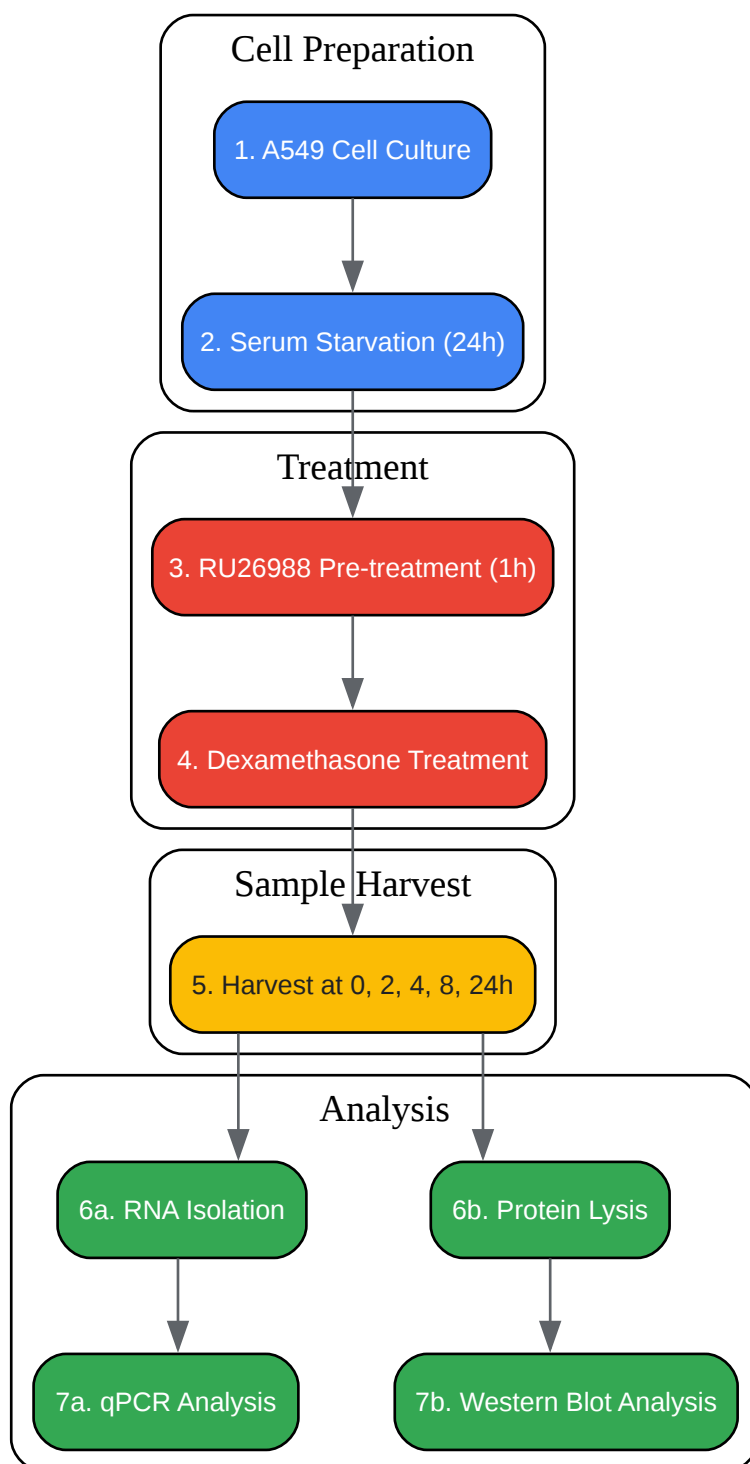 Cell Preparation
1. A549 Cell Culture
2. Serum Starvation (24h)
Treatment
3. RU26988 Pre-treatment (1h)
4. Dexamethasone Treatment
Sample Harvest
5. Harvest at 0, 2, 4, 8, 24h
Analysis
6a. RNA Isolation
6b. Protein Lysis
7a. qPCR Analysis
7b. Western Blot Analysis